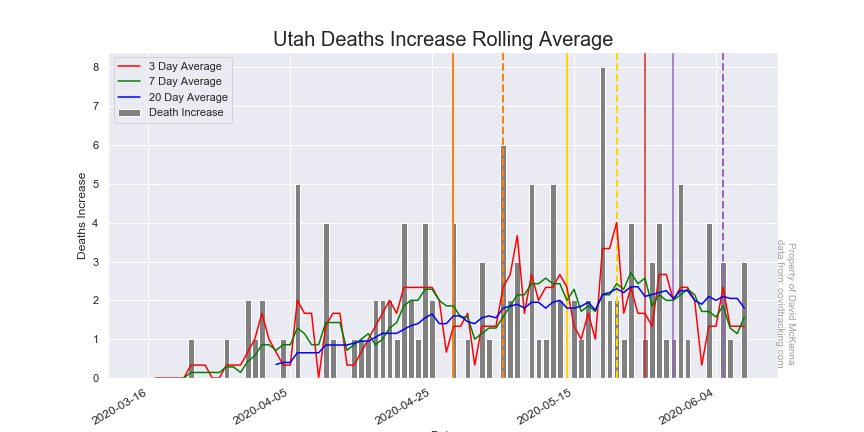 Utah Deaths Increase Rolling Average
3 Day Average
7 Day Average
20 Day Average
Death Increase
Deaths Increase
8
7
6
5
4
3
2
1
0
2020-03-16
2020-04-05
2020-04-25
2020-05-15
2020-06-04
Property of David McKenna
data from: covidtracking.com